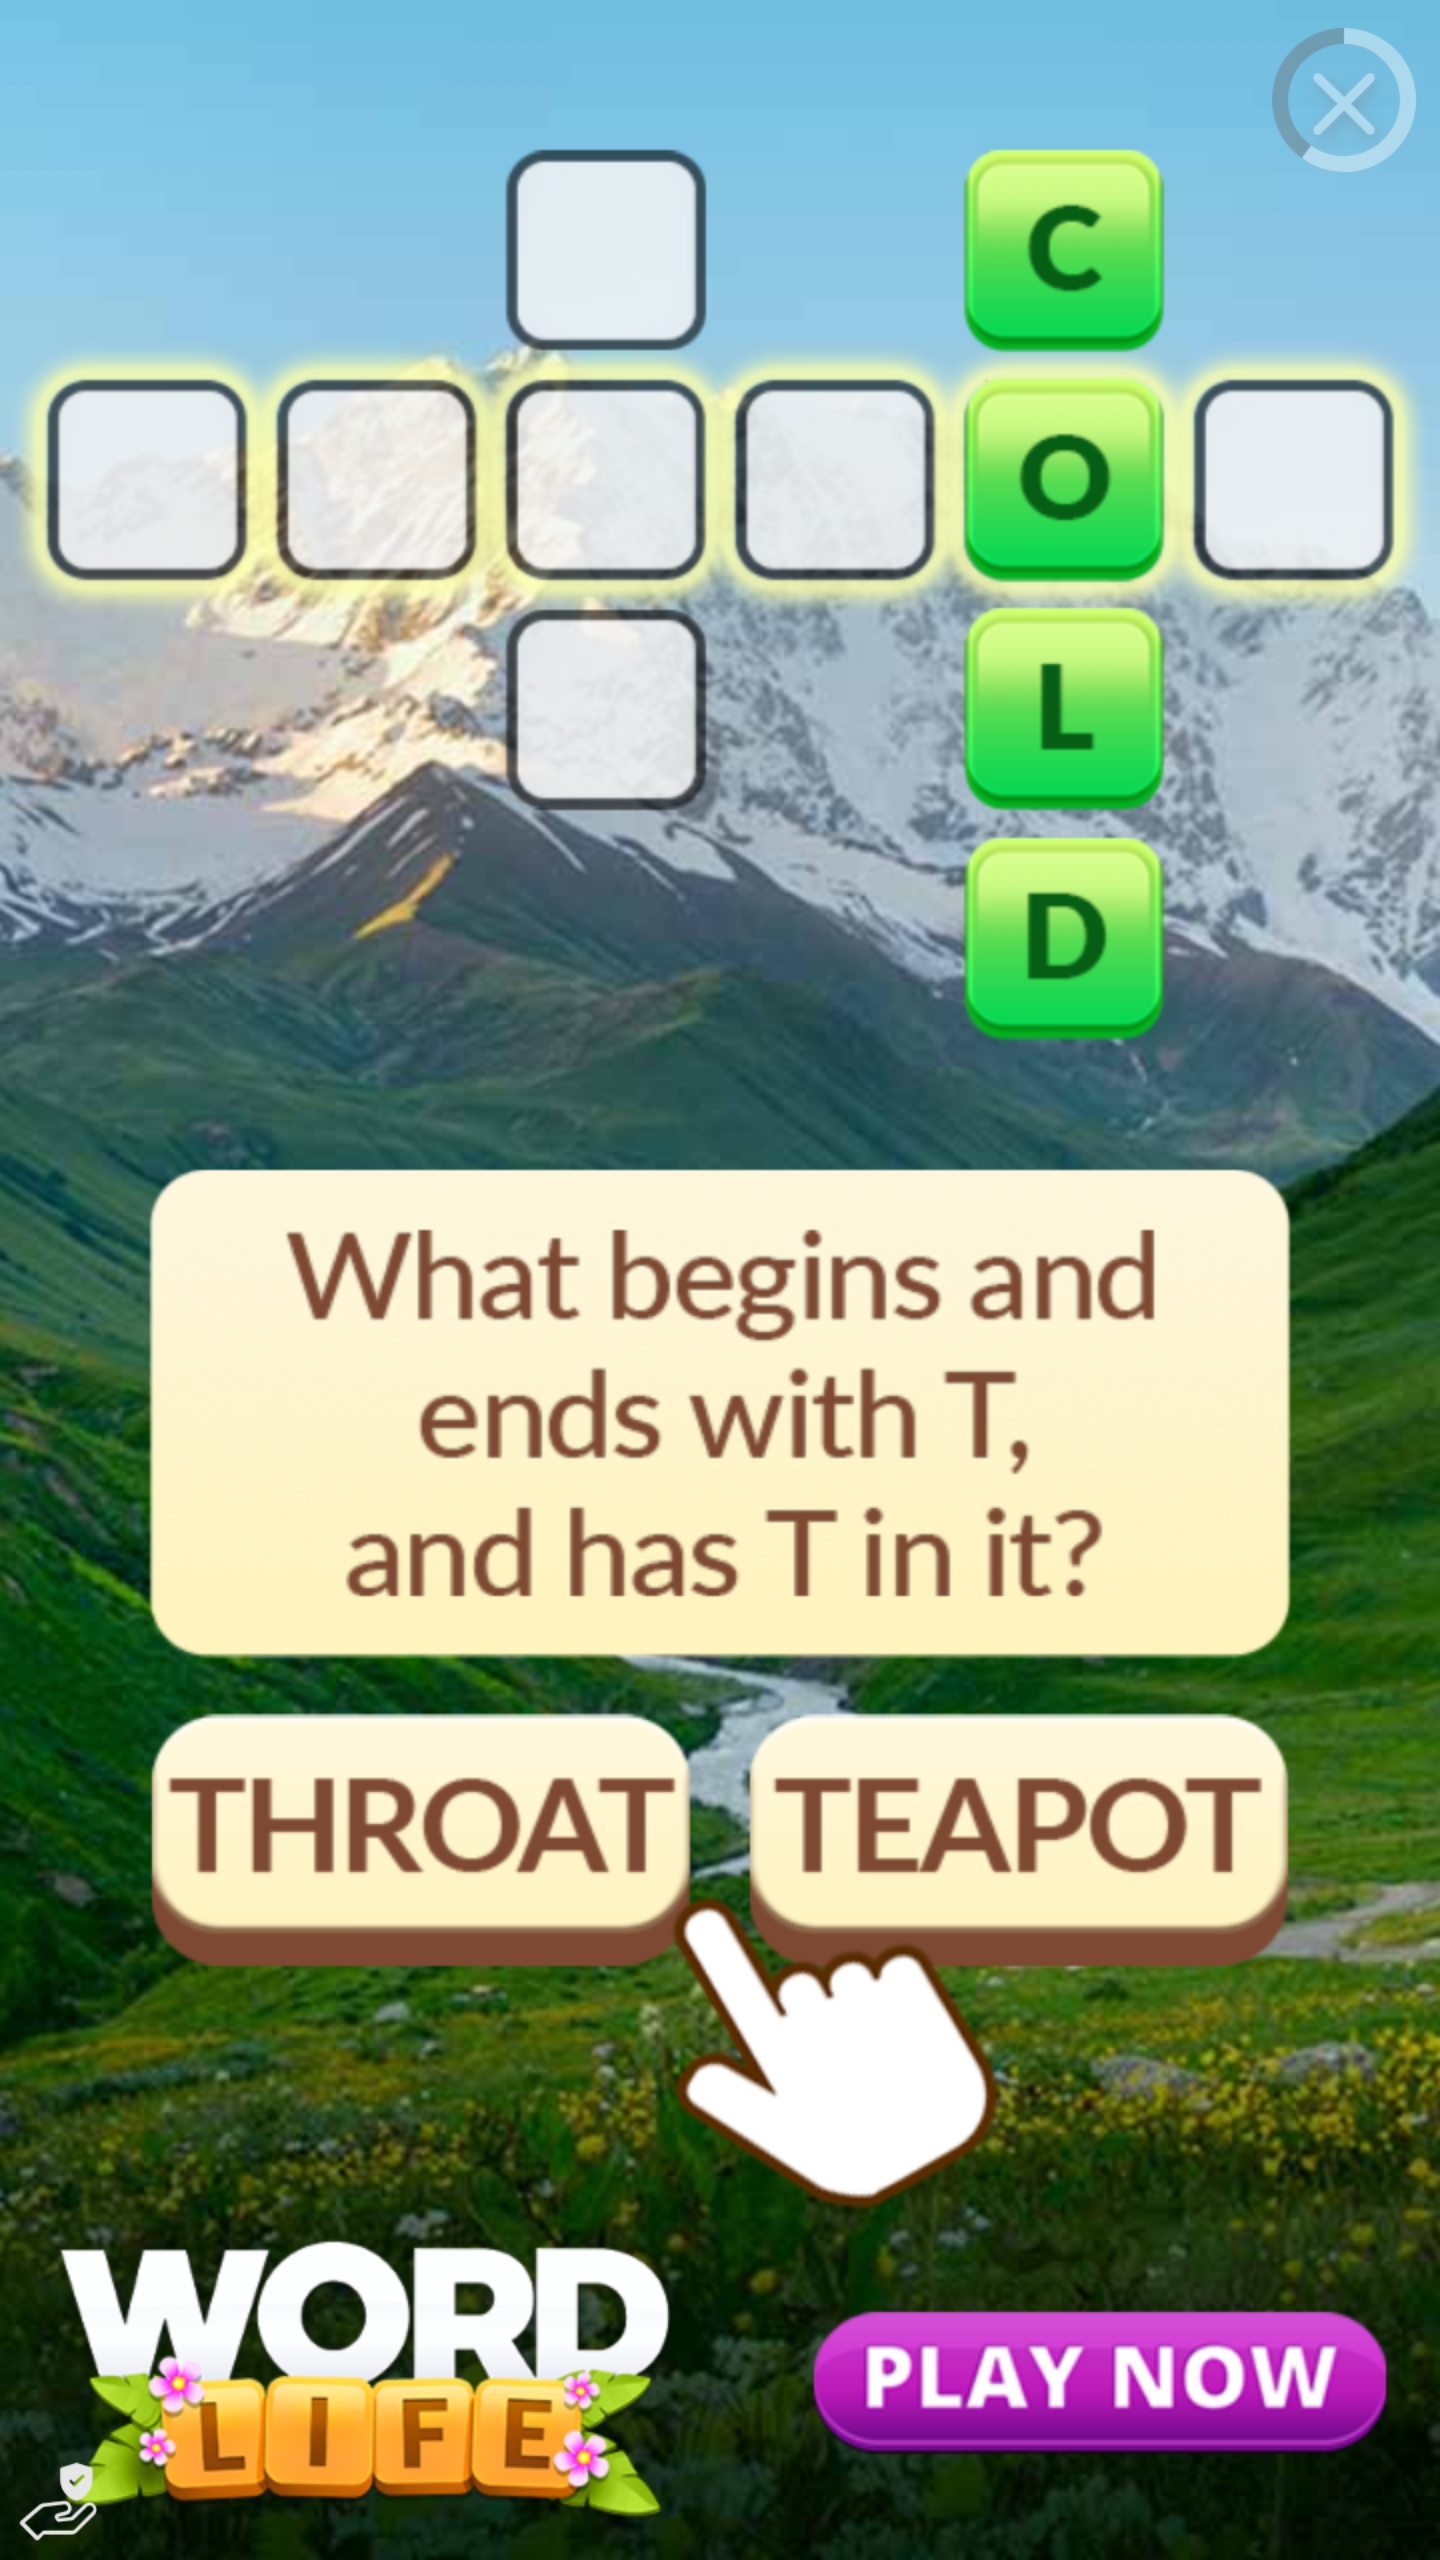 C
O
L
D
What begins and
ends with T,
and has T in it?
THROAT TEAPOT
WORD
LIFE
PLAY NOW